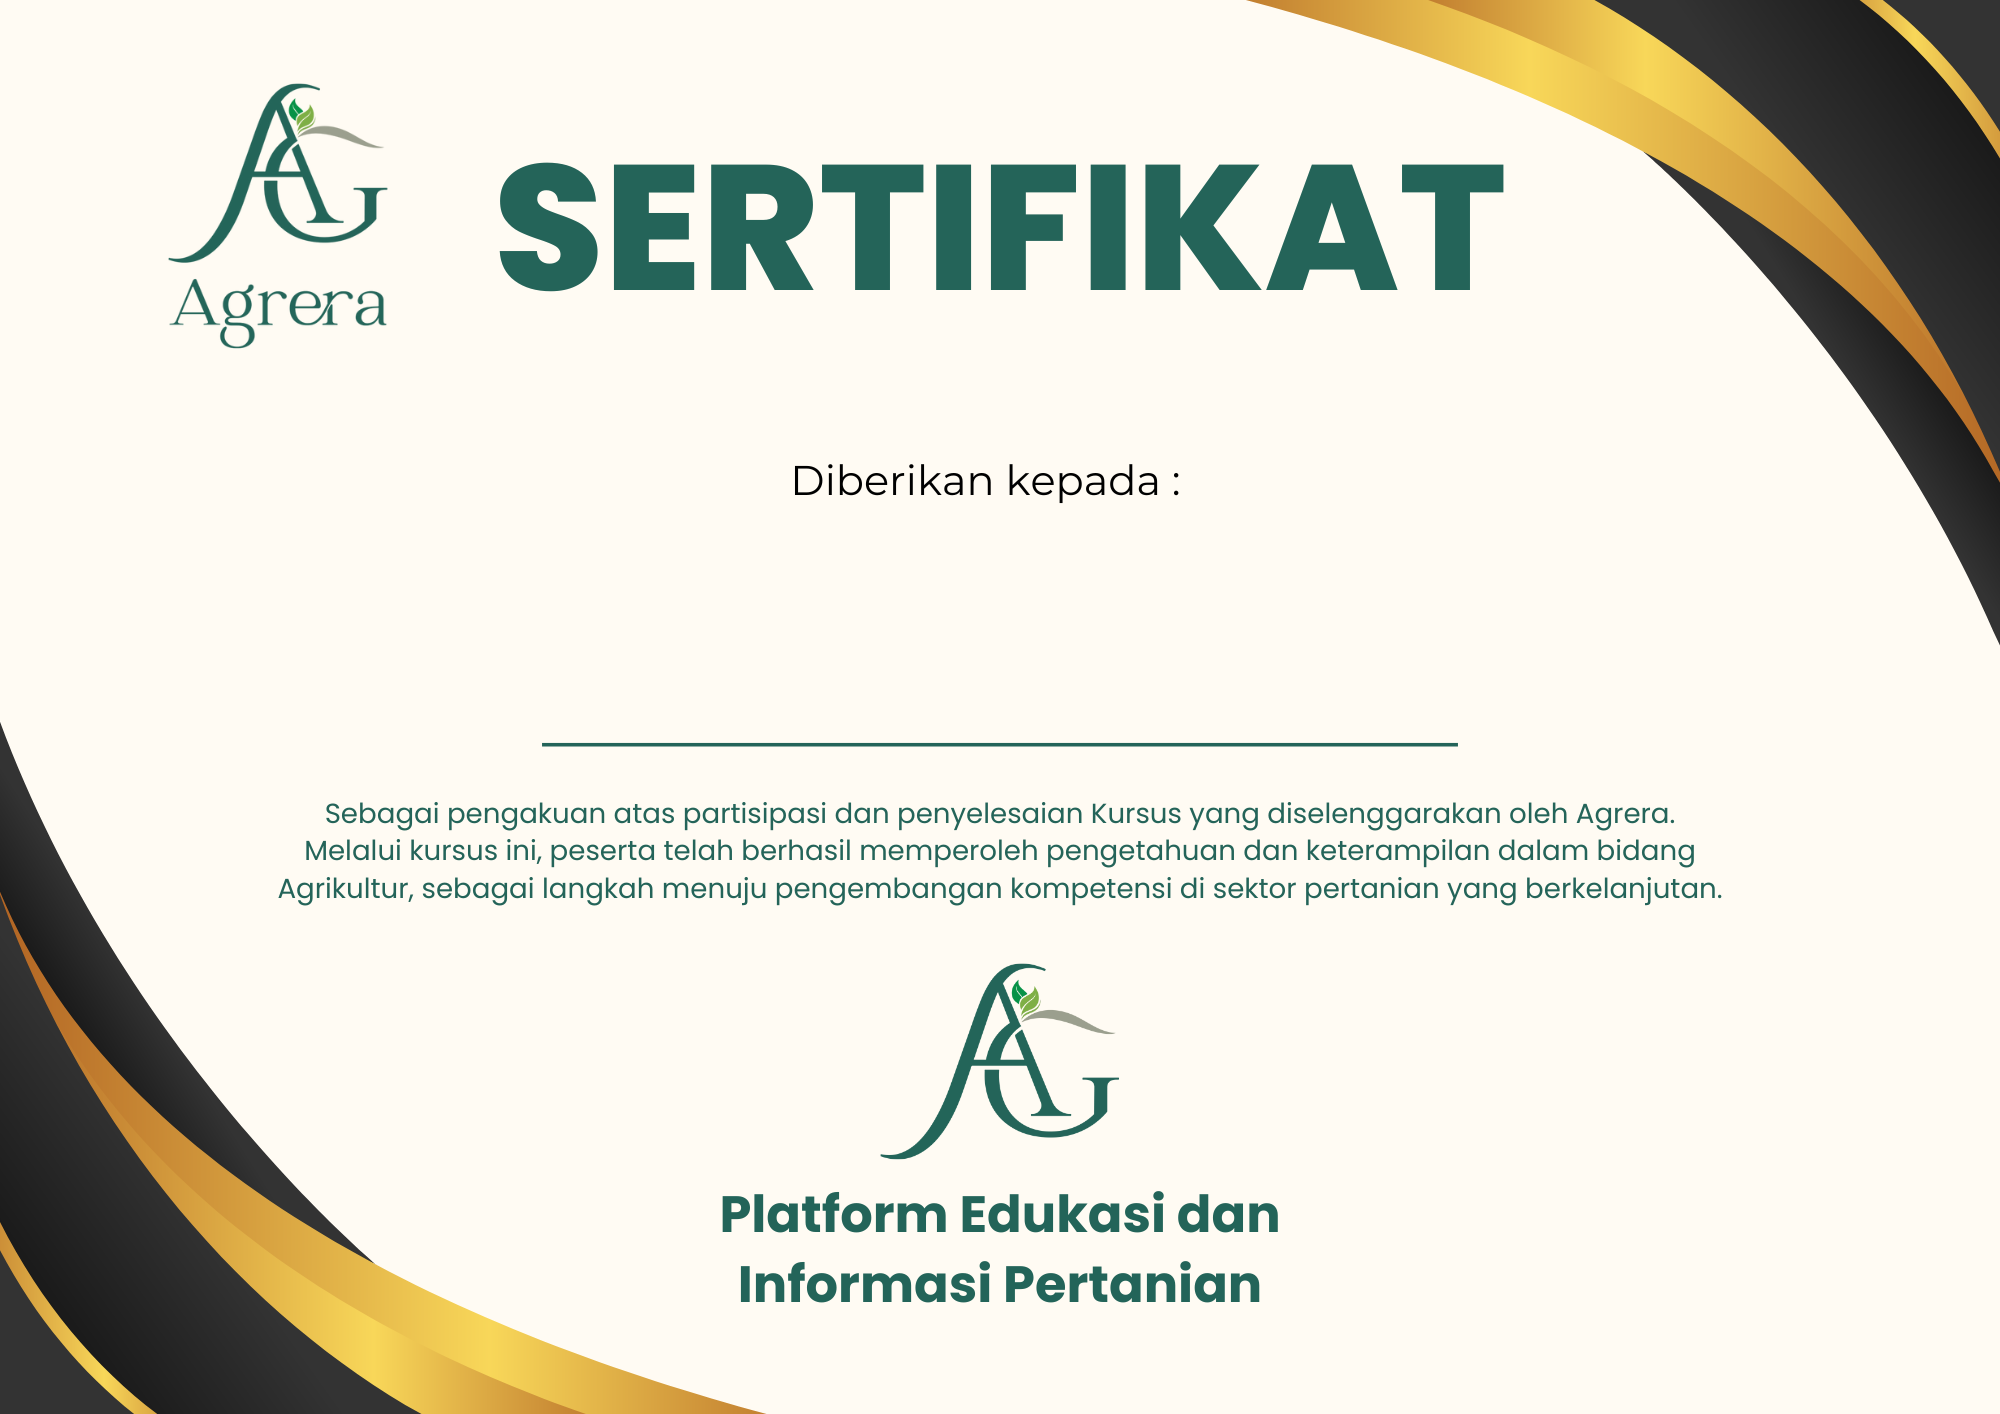 AG
Agrera
SERTIFIKAT
Diberikan kepada :
Sebagai pengakuan atas partisipasi dan penyelesaian Kursus yang diselenggarakan oleh Agrera.
Melalui kursus ini, peserta telah berhasil memperoleh pengetahuan dan keterampilan dalam bidang
Agrikultur, sebagai langkah menuju pengembangan kompetensi di sektor pertanian yang berkelanjutan.
AG
Platform Edukasi dan
Informasi Pertanian